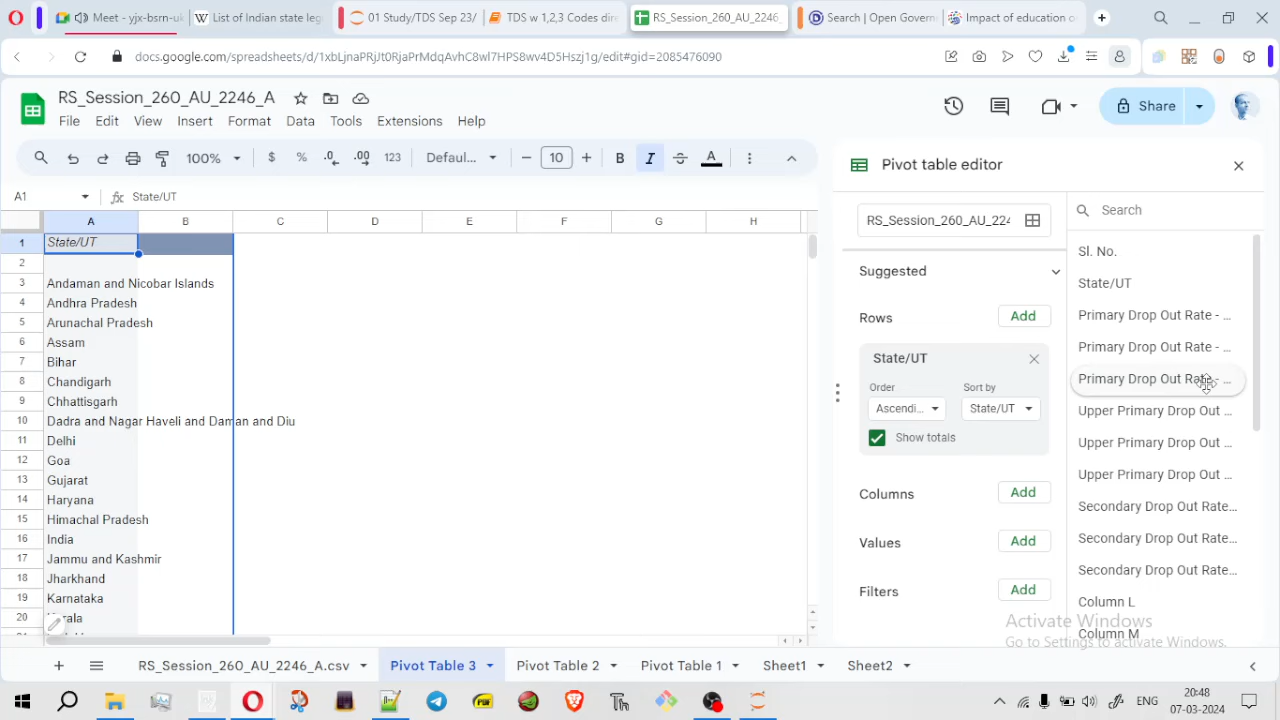 Meet – yjx-bsrn-uk
List of Indian state leg
01 Study/TDS Sep 23/
TDS w 1,2,3 Codes dire
RS_Session_260_AU_2246_
Search | Open Governm
Impact of education o
docs.google.com/spreadsheets/d/1xbLjnaPRjJt0RjaPrMdqAvhC8wl7HPS8wv4D5Hszj1g/edit#gid=2085476090
RS_Session_260_AU_2246_A
File Edit View Insert Format Data Tools Extensions Help
Share
100% $ % .0 .00 123 Defaul... 10 B I A
A1 fx State/UT
A B C D E F G H
1 State/UT
2
3 Andaman and Nicobar Islands
4 Andhra Pradesh
5 Arunachal Pradesh
6 Assam
7 Bihar
8 Chandigarh
9 Chhattisgarh
10 Dadra and Nagar Haveli and Daman and Diu
11 Delhi
12 Goa
13 Gujarat
14 Haryana
15 Himachal Pradesh
16 India
17 Jammu and Kashmir
18 Jharkhand
19 Karnataka
20
Pivot table editor
RS_Session_260_AU_224
Suggested
Rows Add
State/UT
Order Sort by
Ascendi... State/UT
Show totals
Columns Add
Values Add
Filters Add
Search
Sl. No.
State/UT
Primary Drop Out Rate - ...
Primary Drop Out Rate - ...
Primary Drop Out Rate - ...
Upper Primary Drop Out ...
Upper Primary Drop Out ...
Upper Primary Drop Out ...
Secondary Drop Out Rate...
Secondary Drop Out Rate...
Secondary Drop Out Rate...
Column L
Column M
Activate Windows
Go to Settings to activate Windows.
RS_Session_260_AU_2246_A.csv Pivot Table 3 Pivot Table 2 Pivot Table 1 Sheet1 Sheet2
ENG
20:48
07-03-2024